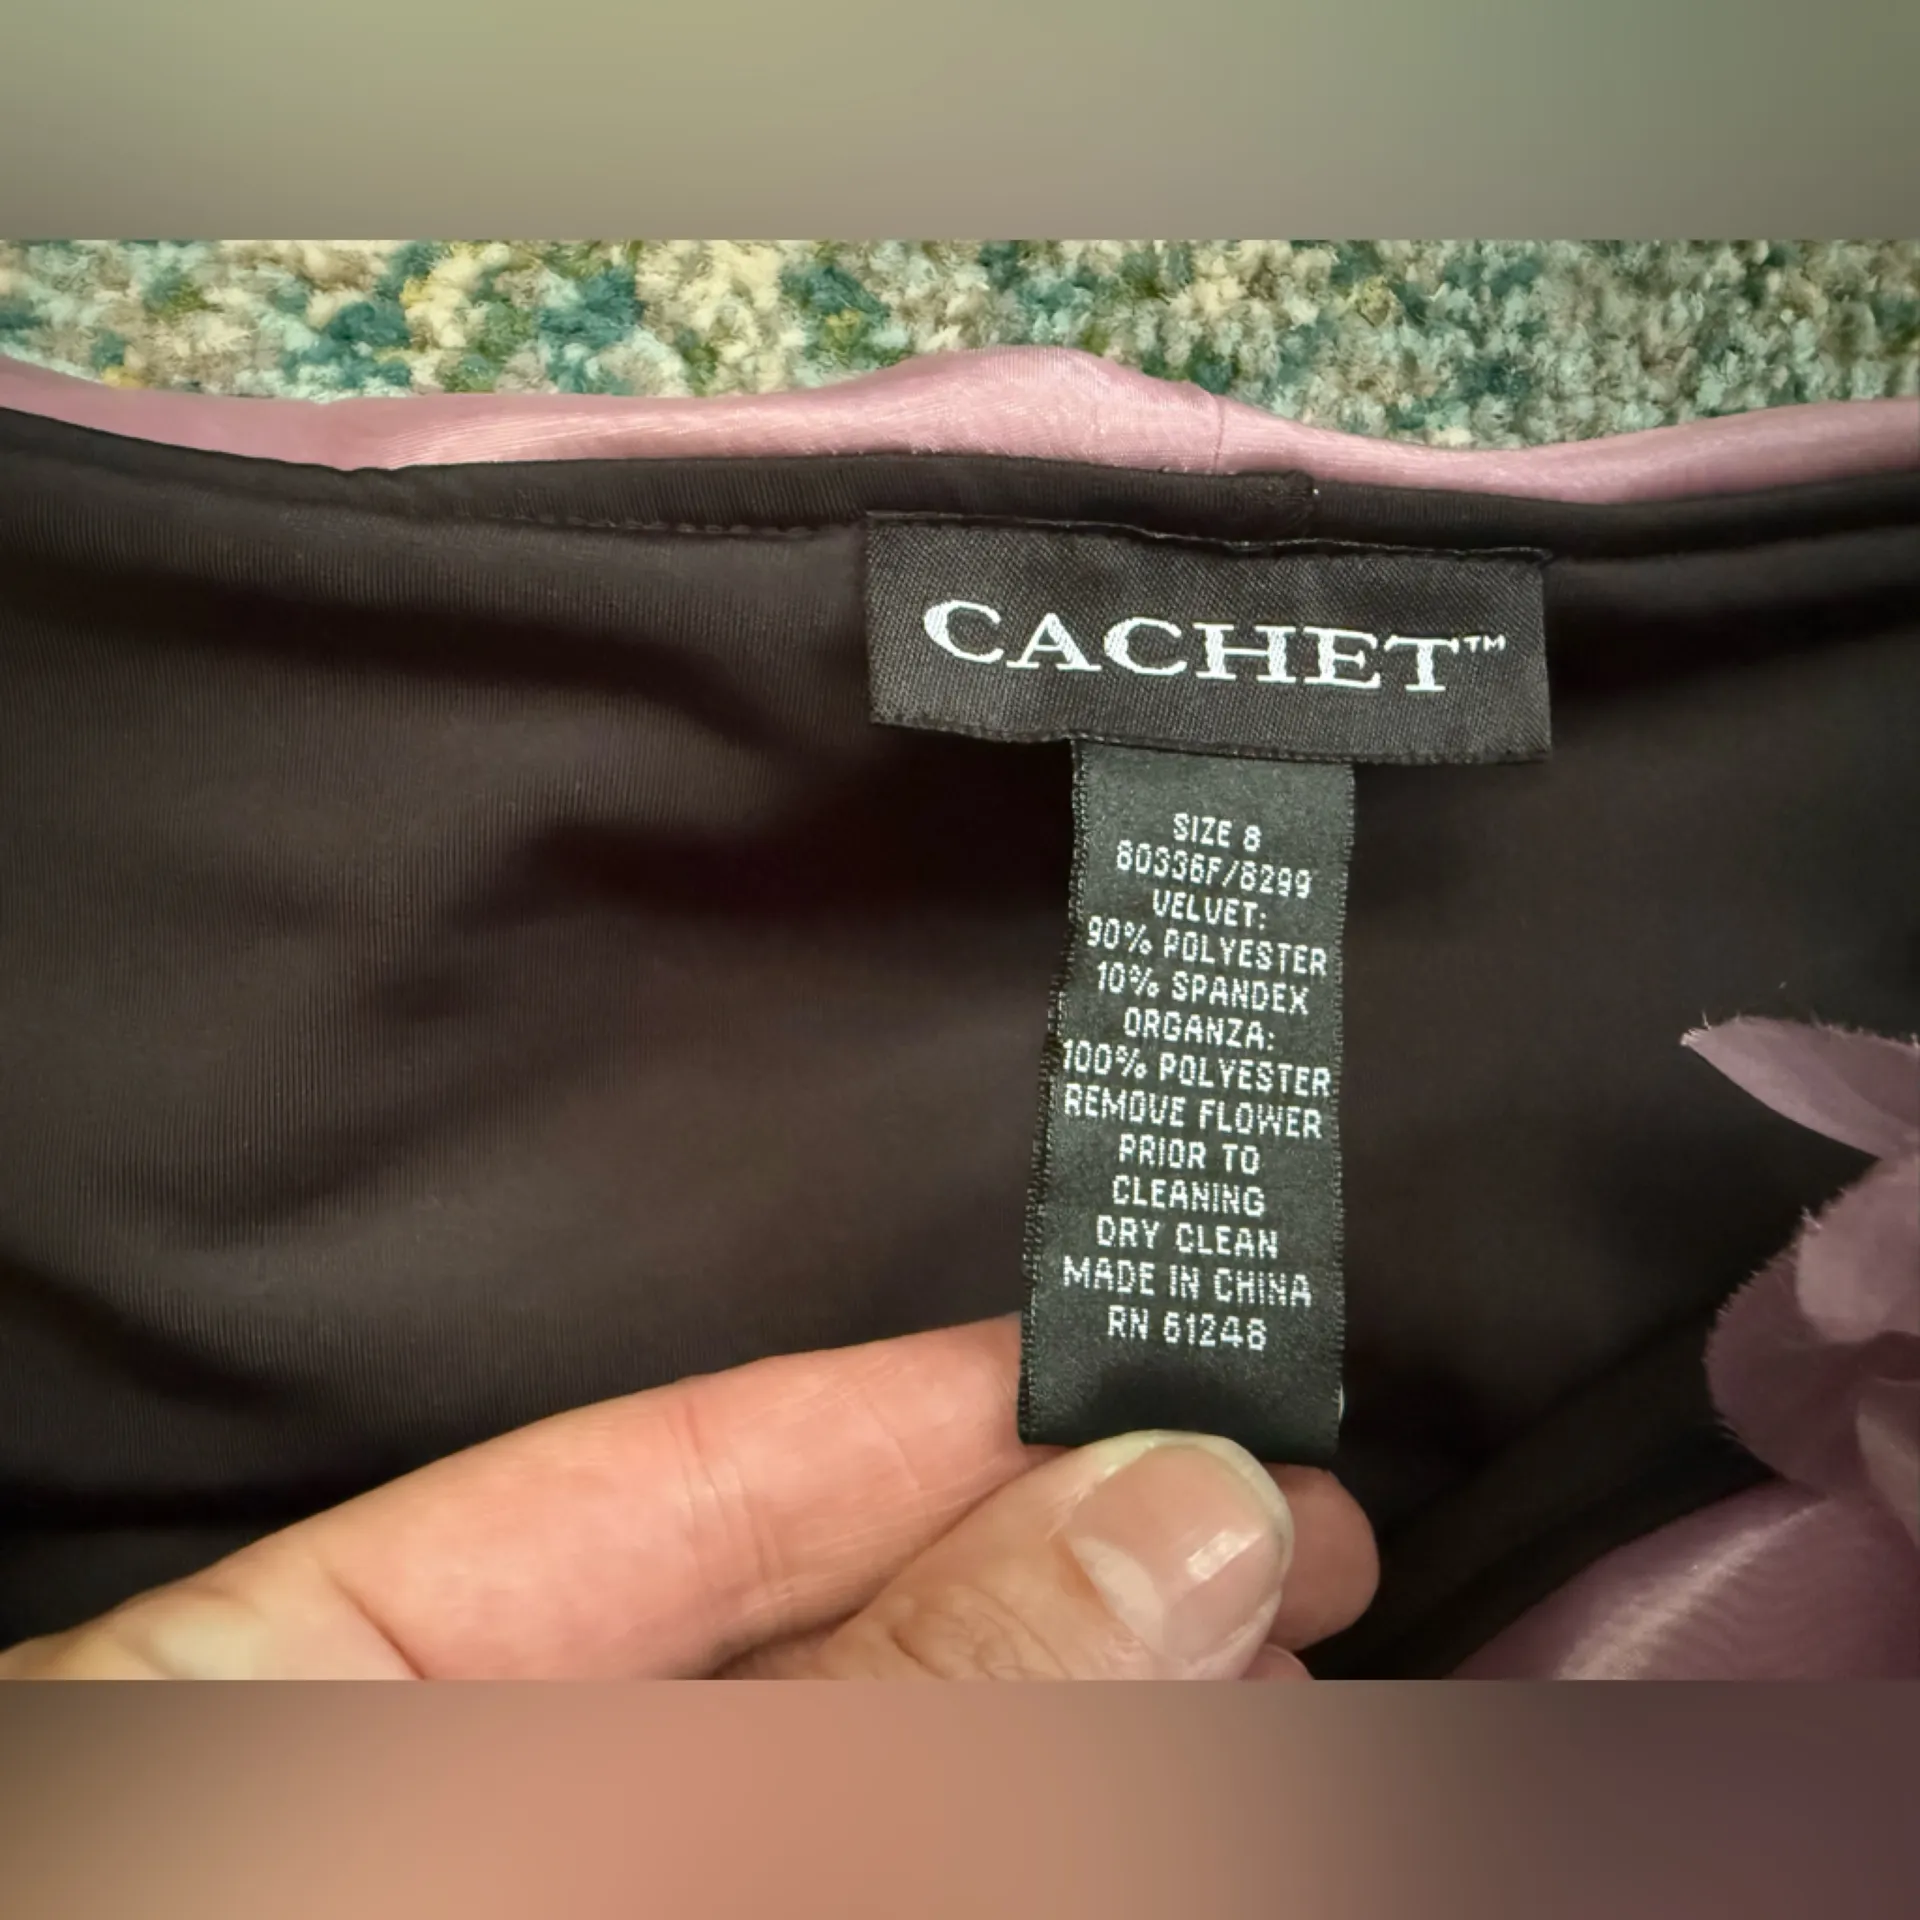 CACHET™
SIZE 8
60336F/8299
VELVET:
90% POLYESTER
10% SPANDEX
ORGANZA:
100% POLYESTER
REMOVE FLOWER
PRIOR TO
CLEANING
DRY CLEAN
MADE IN CHINA
RN 61248